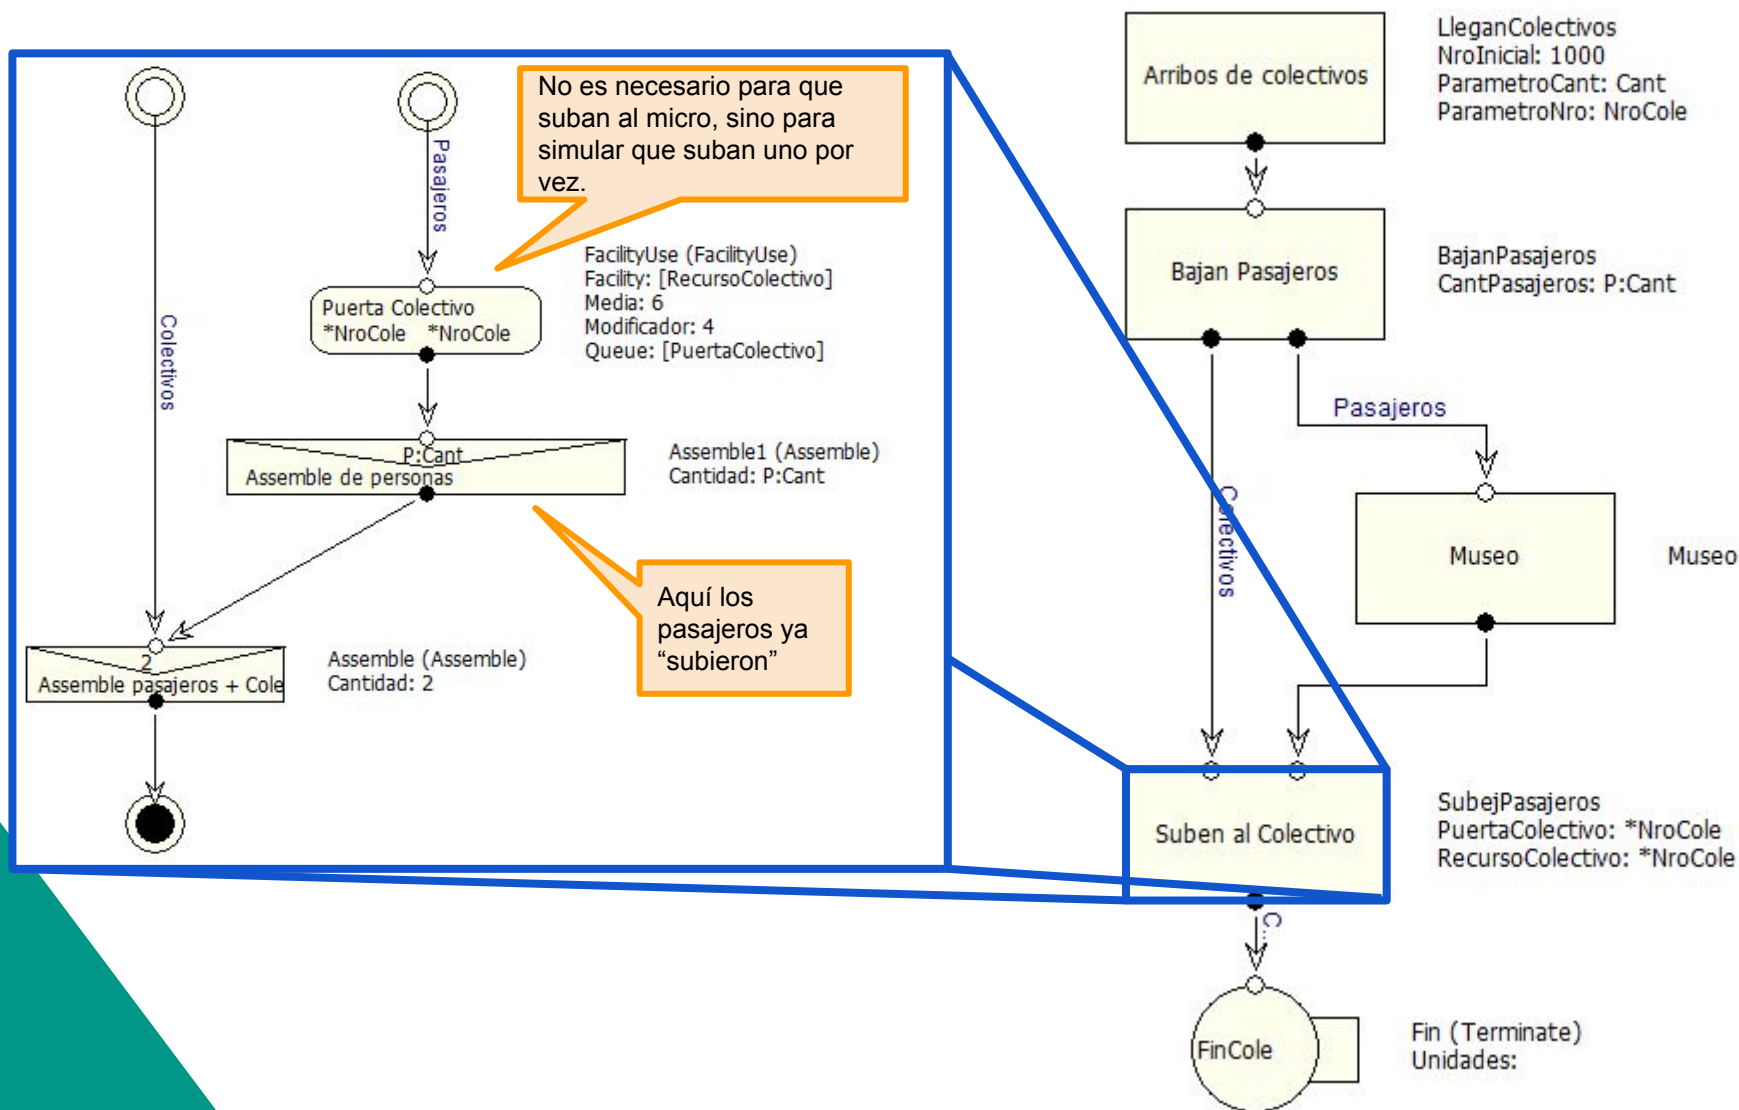 No es necesario para que
suban al micro, sino para
simular que suban uno por
vez.
Pasajeros
Colectivos
Puerta Colectivo
*NroCole *NroCole
FacilityUse (FacilityUse)
Facility: [RecursoColectivo]
Media: 6
Modificador: 4
Queue: [PuertaColectivo]
P:Cant
Assemble de personas
Assemble1 (Assemble)
Cantidad: P:Cant
Aquí los
pasajeros ya
“subieron”
2
Assemble pasajeros + Cole
Assemble (Assemble)
Cantidad: 2
Arribos de colectivos
LleganColectivos
NroInicial: 1000
ParametroCant: Cant
ParametroNro: NroCole
Bajan Pasajeros
BajanPasajeros
CantPasajeros: P:Cant
Pasajeros
Colectivos
Museo
Museo
Suben al Colectivo
SubejPasajeros
PuertaColectivo: *NroCole
RecursoColectivo: *NroCole
C...
FinCole
Fin (Terminate)
Unidades: